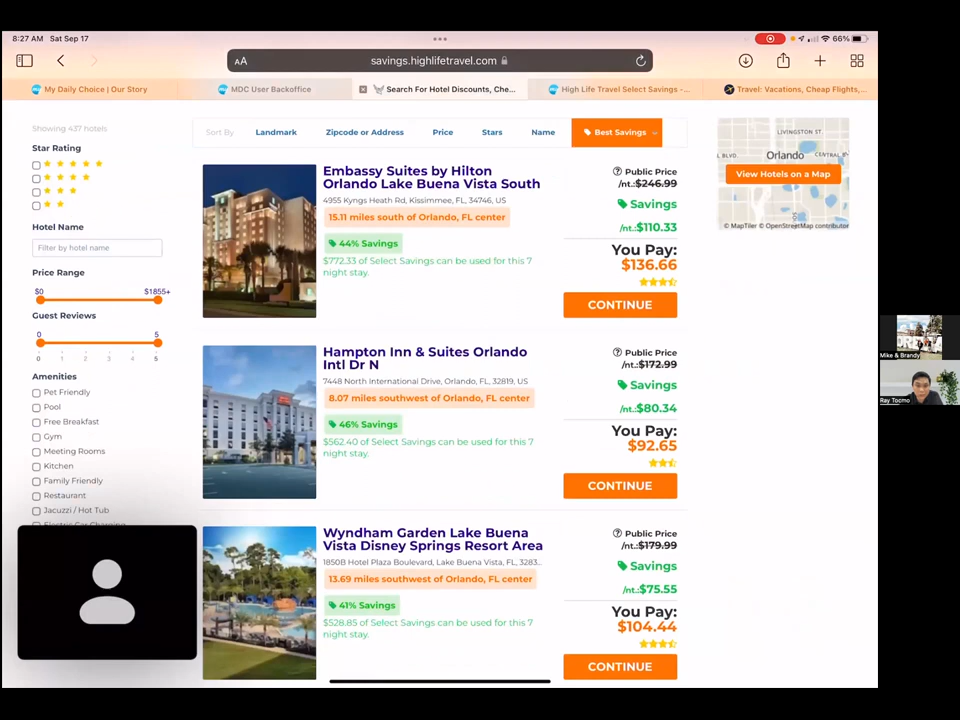 8:27 AM Sat Sep 17
66%
AA
savings.highlifetravel.com
My Daily Choice | Our Story
MDC User Backoffice
Search For Hotel Discounts, Che...
High Life Travel Select Savings -...
Travel: Vacations, Cheap Flights,...
Showing 437 hotels
Star Rating
Hotel Name
Filter by hotel name
Price Range
$0 $1855+
Guest Reviews
0 5
0 1 2 3 4 5
Amenities
Pet Friendly
Pool
Free Breakfast
Gym
Meeting Rooms
Kitchen
Family Friendly
Restaurant
Jacuzzi / Hot Tub
Electric Car Charging
Sort By Landmark Zipcode or Address Price Stars Name Best Savings
Embassy Suites by Hilton
Orlando Lake Buena Vista South
4955 Kyngs Heath Rd, Kissimmee, FL, 34746, US
15.11 miles south of Orlando, FL center
44% Savings
$772.33 of Select Savings can be used for this 7
night stay.
Public Price
/nt.:$246.99
Savings
/nt.:$110.33
You Pay:
$136.66
CONTINUE
Hampton Inn & Suites Orlando
Intl Dr N
7448 North International Drive, Orlando, FL, 32819, US
8.07 miles southwest of Orlando, FL center
46% Savings
$562.40 of Select Savings can be used for this 7
night stay.
Public Price
/nt.:$172.99
Savings
/nt.:$80.34
You Pay:
$92.65
CONTINUE
Wyndham Garden Lake Buena
Vista Disney Springs Resort Area
1850B Hotel Plaza Boulevard, Lake Buena Vista, FL, 3283...
13.69 miles southwest of Orlando, FL center
41% Savings
$528.85 of Select Savings can be used for this 7
night stay.
Public Price
/nt.:$179.99
Savings
/nt.:$75.55
You Pay:
$104.44
CONTINUE
LIVINGSTON ST.
Orlando
View Hotels on a Map
© MapTiler © OpenStreetMap contributor
Mike & Brandy
Ray Tocmo